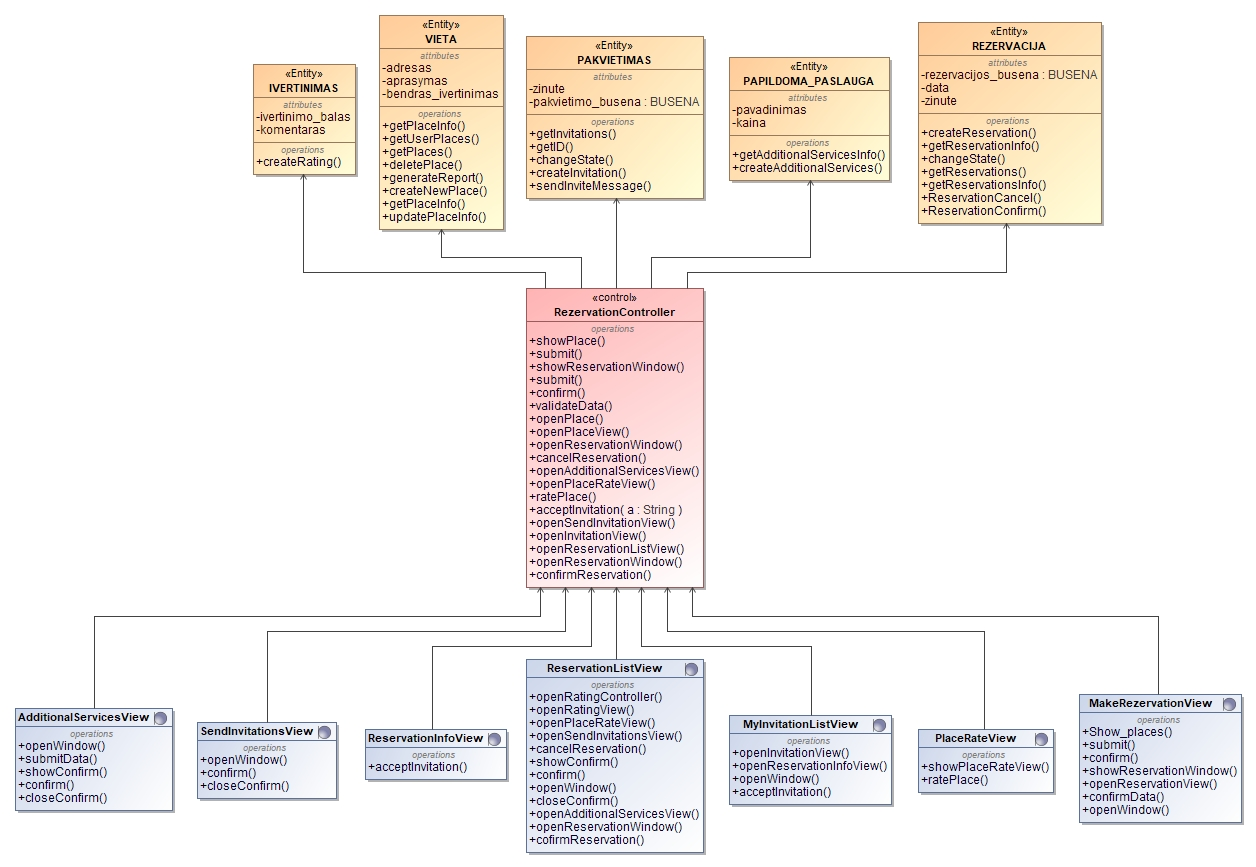 «Entity»
IVERTINIMAS
attributes
-ivertinimo_balas
-komentaras
operations
+createRating()
«Entity»
VIETA
attributes
-adresas
-aprasymas
-bendras_ivertinimas
operations
+getPlaceInfo()
+getUserPlaces()
+getPlaces()
+deletePlace()
+generateReport()
+createNewPlace()
+getPlaceInfo()
+updatePlaceInfo()
«Entity»
PAKVIETIMAS
attributes
-zinute
-pakvietimo_busena : BUSENA
operations
+getInvitations()
+getID()
+changeState()
+createInvitation()
+sendInviteMessage()
«Entity»
PAPILDOMA_PASLAUGA
attributes
-pavadinimas
-kaina
operations
+getAdditionalServicesInfo()
+createAdditionalServices()
«Entity»
REZERVACIJA
attributes
-rezervacijos_busena : BUSENA
-data
-zinute
operations
+createReservation()
+getReservationInfo()
+changeState()
+getReservations()
+getReservationsInfo()
+ReservationCancel()
+ReservationConfirm()
«control»
RezervationController
operations
+showPlace()
+submit()
+showReservationWindow()
+submit()
+confirm()
+validateData()
+openPlace()
+openPlaceView()
+openReservationWindow()
+cancelReservation()
+openAdditionalServicesView()
+openPlaceRateView()
+ratePlace()
+acceptInvitation( a : String )
+openSendInvitationView()
+openInvitationView()
+openReservationListView()
+openReservationWindow()
+confirmReservation()
AdditionalServicesView
operations
+openWindow()
+submitData()
+showConfirm()
+confirm()
+closeConfirm()
SendInvitationsView
operations
+openWindow()
+confirm()
+closeConfirm()
ReservationInfoView
operations
+acceptInvitation()
ReservationListView
operations
+openRatingController()
+openRatingView()
+openPlaceRateView()
+openSendInvitationsView()
+cancelReservation()
+showConfirm()
+confirm()
+openWindow()
+closeConfirm()
+openAdditionalServicesView()
+openReservationWindow()
+cofirmReservation()
MyInvitationListView
operations
+openInvitationView()
+openReservationInfoView()
+openWindow()
+acceptInvitation()
PlaceRateView
operations
+showPlaceRateView()
+ratePlace()
MakeRezervationView
operations
+Show_places()
+submit()
+confirm()
+showReservationWindow()
+openReservationView()
+confirmData()
+openWindow()